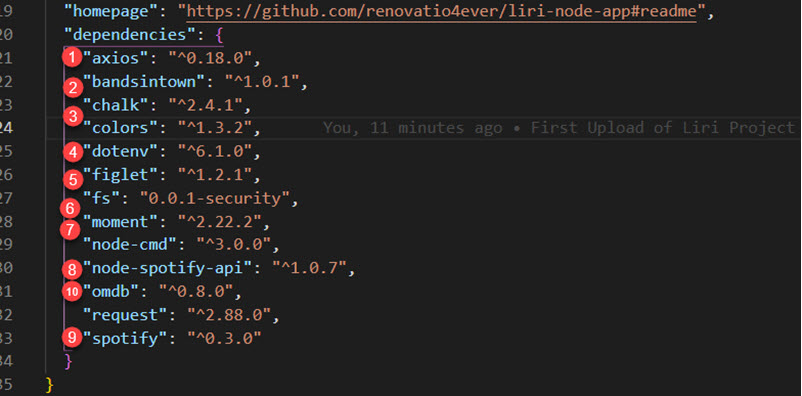 19 "homepage": "https://github.com/renovatio4ever/liri-node-app#readme",
20 "dependencies": {
21 1 "axios": "^0.18.0",
22 2 "bandsintown": "^1.0.1",
23 "chalk": "^2.4.1",
24 3 "colors": "^1.3.2", You, 11 minutes ago • First Upload of Liri Project
25 4 "dotenv": "^6.1.0",
26 5 "figlet": "^1.2.1",
27 "fs": "0.0.1-security",
28 6 7 "moment": "^2.22.2",
29 "node-cmd": "^3.0.0",
30 8 "node-spotify-api": "^1.0.7",
31 10 "omdb": "^0.8.0",
32 "request": "^2.88.0",
33 9 "spotify": "^0.3.0"
34 }
35 }